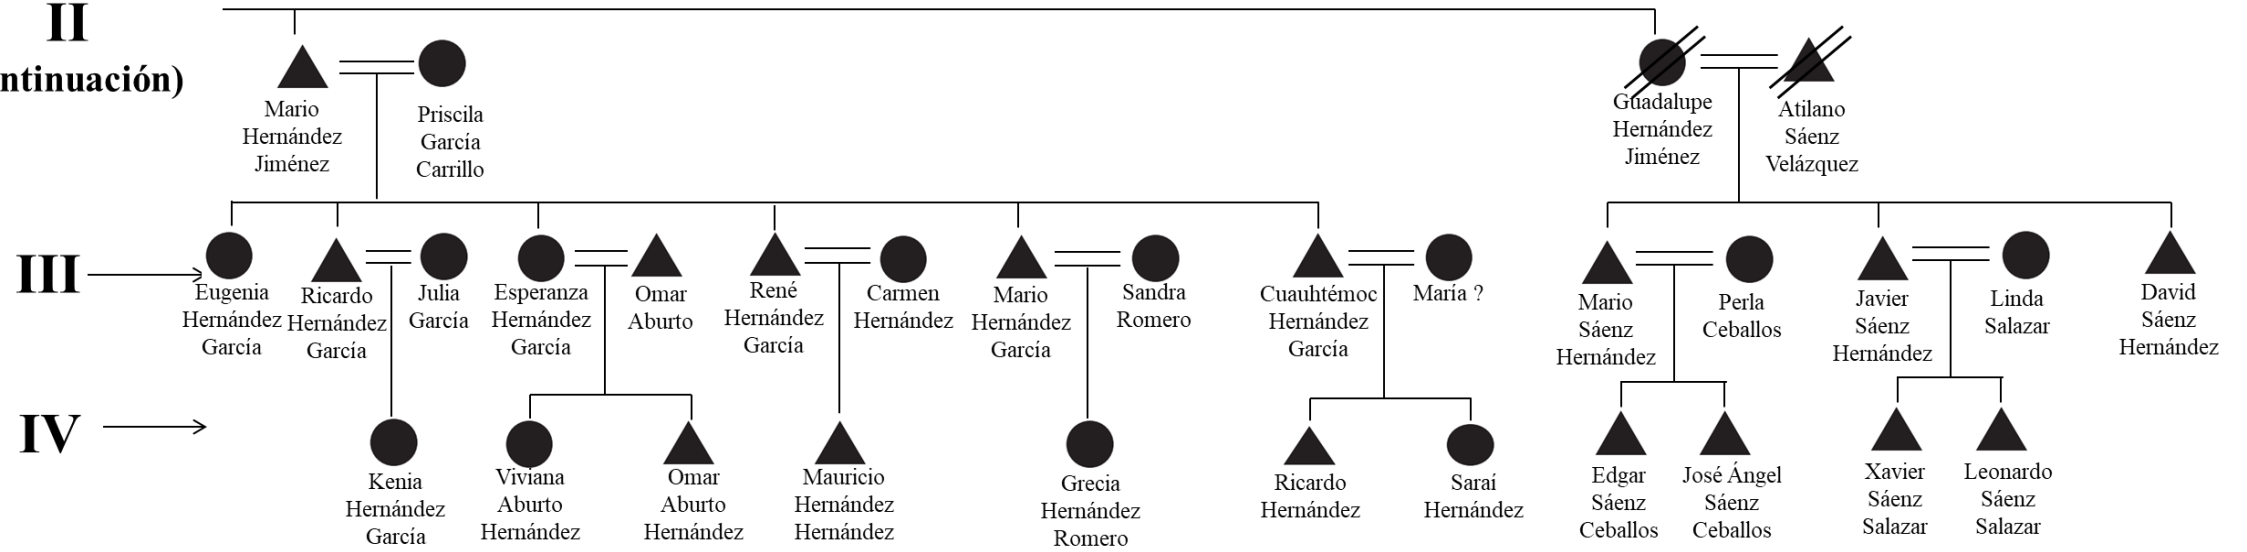 II
ntinuación)
Mario
Hernández
Jiménez
Priscila
García
Carrillo
Guadalupe
Hernández
Jiménez
Atilano
Sáenz
Velázquez
III
Eugenia
Hernández
García
Ricardo
Hernández
García
Julia
García
Esperanza
Hernández
García
Omar
Aburto
René
Hernández
García
Carmen
Hernández
Mario
Hernández
García
Sandra
Romero
Cuauhtémoc
Hernández
García
María ?
Mario
Sáenz
Hernández
Perla
Ceballos
Javier
Sáenz
Hernández
Linda
Salazar
David
Sáenz
Hernández
IV
Kenia
Hernández
García
Viviana
Aburto
Hernández
Omar
Aburto
Hernández
Mauricio
Hernández
Hernández
Grecia
Hernández
Romero
Ricardo
Hernández
Saraí
Hernández
Edgar
Sáenz
Ceballos
José Ángel
Sáenz
Ceballos
Xavier
Sáenz
Salazar
Leonardo
Sáenz
Salazar